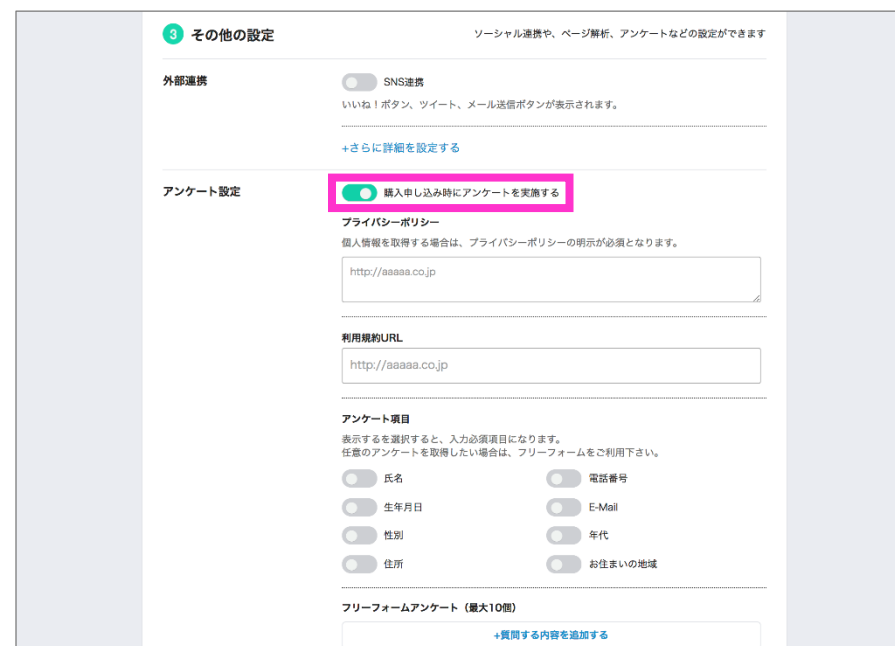 3 その他の設定
ソーシャル連携や、ページ解析、アンケートなどの設定ができます
外部連携
SNS連携
いいね！ボタン、ツイート、メール送信ボタンが表示されます。
+さらに詳細を設定する
アンケート設定
購入申し込み時にアンケートを実施する
プライバシーポリシー
個人情報を取得する場合は、プライバシーポリシーの明示が必須となります。
http://aaaaa.co.jp
利用規約URL
http://aaaaa.co.jp
アンケート項目
表示するを選択すると、入力必須項目になります。
任意のアンケートを取得したい場合は、フリーフォームをご利用下さい。
氏名 電話番号
生年月日 E-Mail
性別 年代
住所 お住まいの地域
フリーフォームアンケート（最大10個）
+質問する内容を追加する